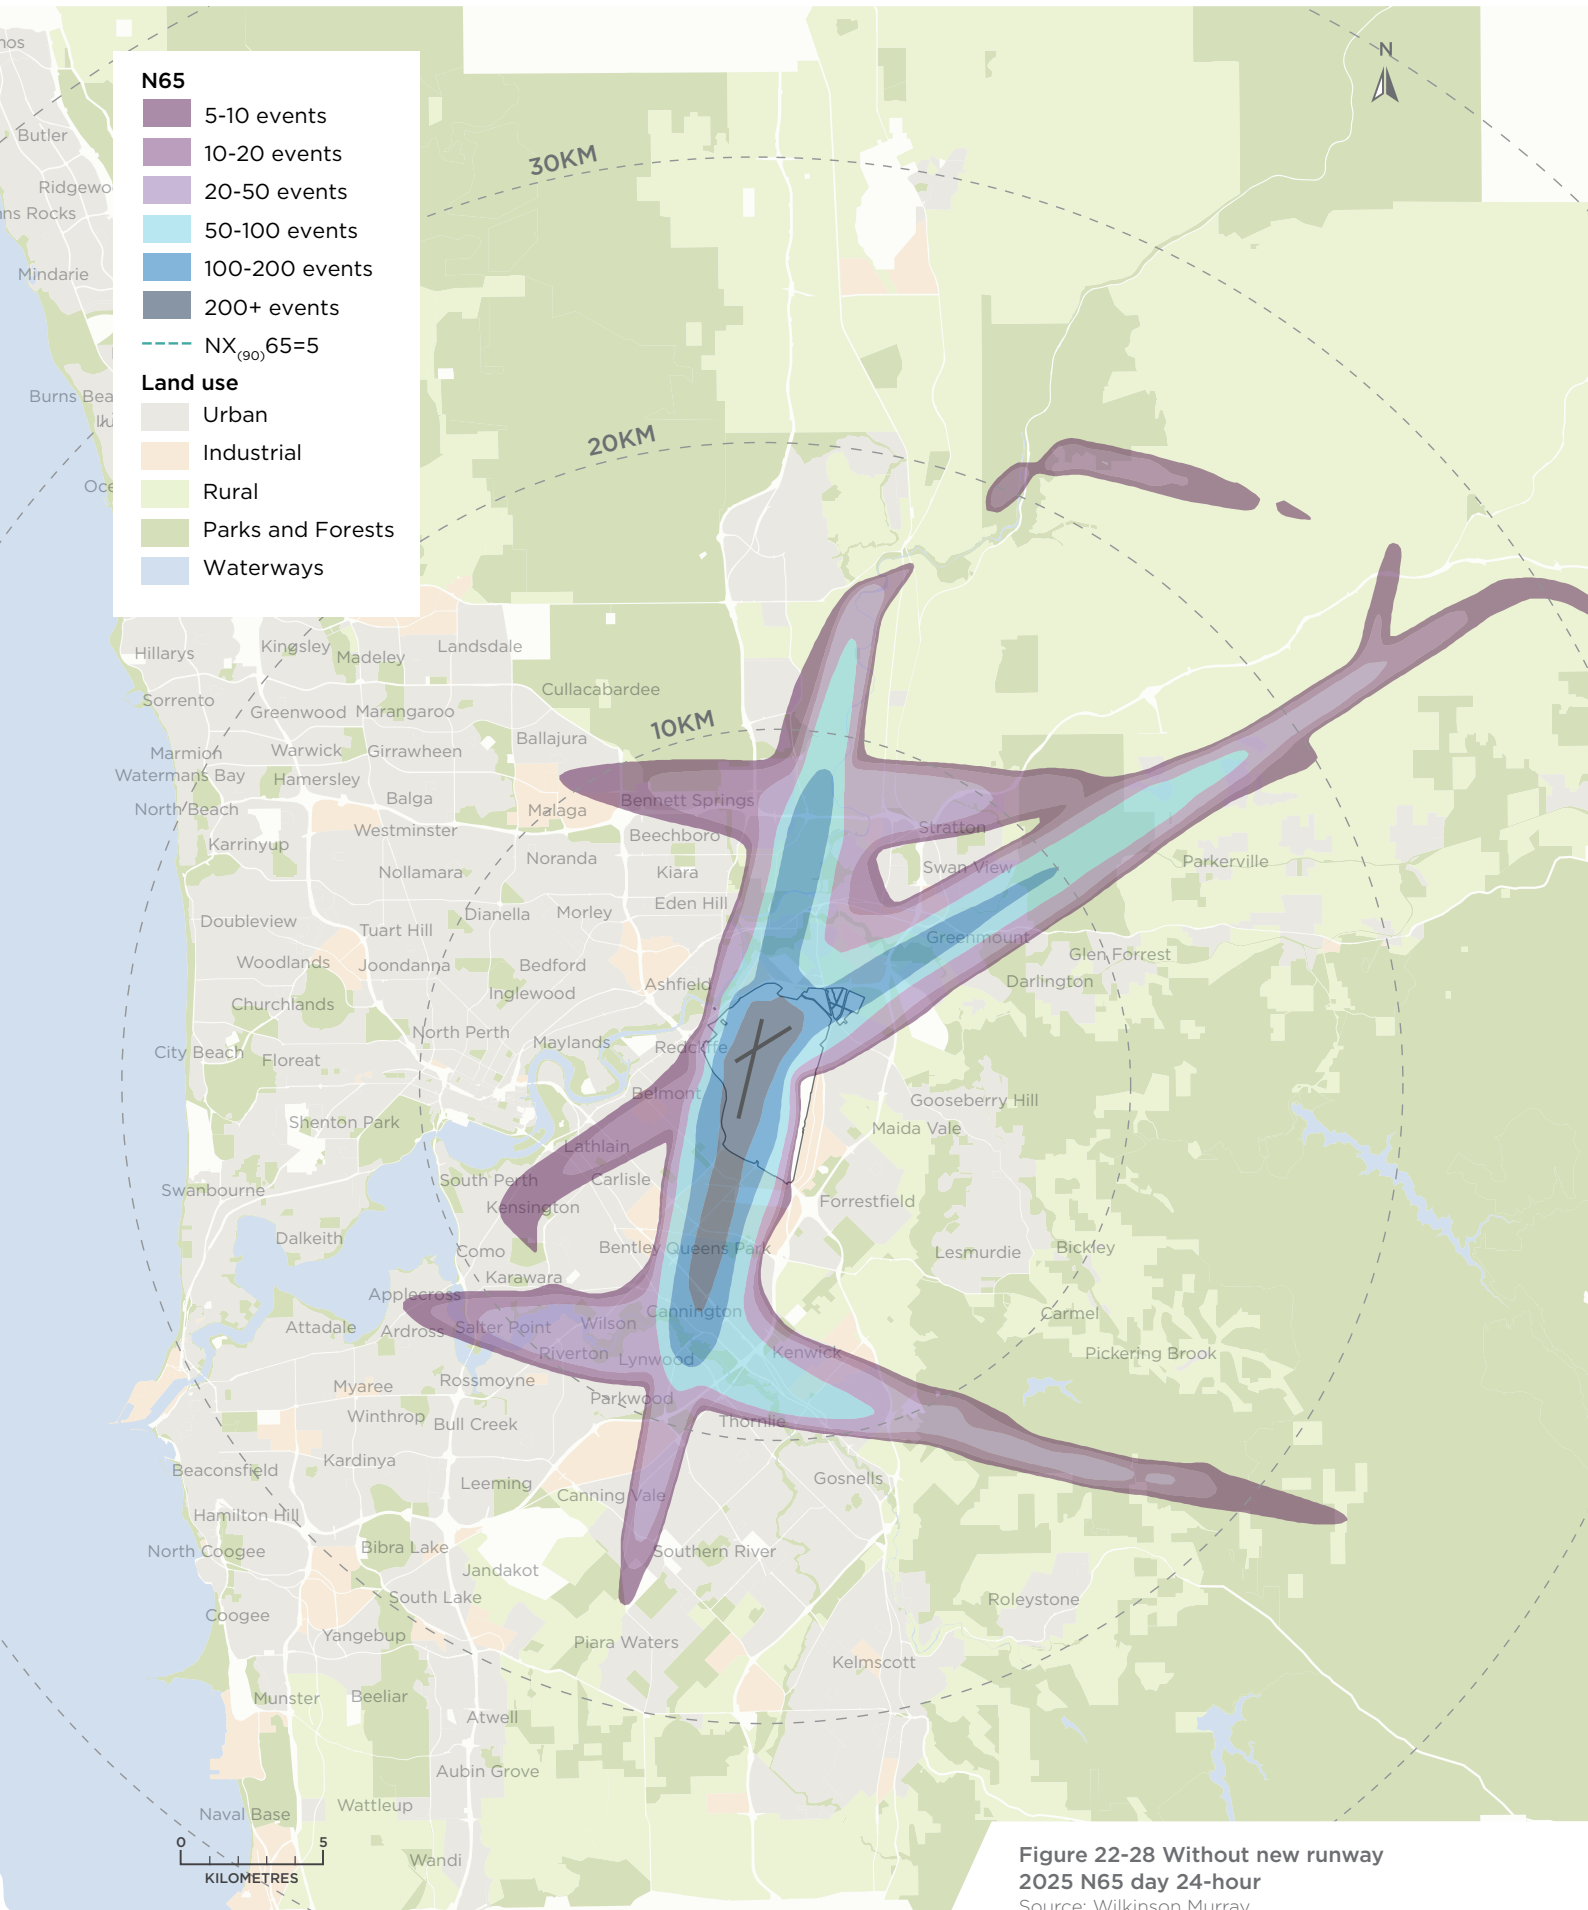 N65
5-10 events
10-20 events
20-50 events
50-100 events
100-200 events
200+ events
NX(90)65=5
Land use
Urban
Industrial
Rural
Parks and Forests
Waterways
N
30KM
20KM
10KM
Butler
Mindarie
Hillarys
Kingsley
Madeley
Landsdale
Cullacabardee
Sorrento
Greenwood
Marangaroo
Ballajura
Marmion
Warwick
Girrawheen
Watermans Bay
Hamersley
Balga
Malaga
Bennett Springs
North Beach
Westminster
Beechboro
Stratton
Karrinyup
Nollamara
Noranda
Kiara
Swan View
Parkerville
Doubleview
Tuart Hill
Dianella
Morley
Eden Hill
Greenmount
Glen Forrest
Woodlands
Joondanna
Bedford
Ashfield
Darlington
Churchlands
Inglewood
North Perth
Maylands
Redcliffe
City Beach
Floreat
Belmont
Gooseberry Hill
Shenton Park
Lathlain
Maida Vale
Swanbourne
South Perth
Carlisle
Kensington
Forrestfield
Dalkeith
Como
Bentley
Queens Park
Lesmurdie
Bickley
Karawara
Applecross
Cannington
Carmel
Attadale
Ardross
Salter Point
Wilson
Riverton
Lynwood
Kenwick
Pickering Brook
Myaree
Rossmoyne
Parkwood
Winthrop
Bull Creek
Thornlie
Kardinya
Beaconsfield
Leeming
Gosnells
Canning Vale
Hamilton Hill
North Coogee
Bibra Lake
Jandakot
Southern River
South Lake
Roleystone
Coogee
Yangebup
Piara Waters
Kelmscott
Munster
Beeliar
Atwell
Aubin Grove
Naval Base
Wattleup
Wandi
0 5
KILOMETRES
Figure 22-28 Without new runway
2025 N65 day 24-hour
Source: Wilkinson Murray